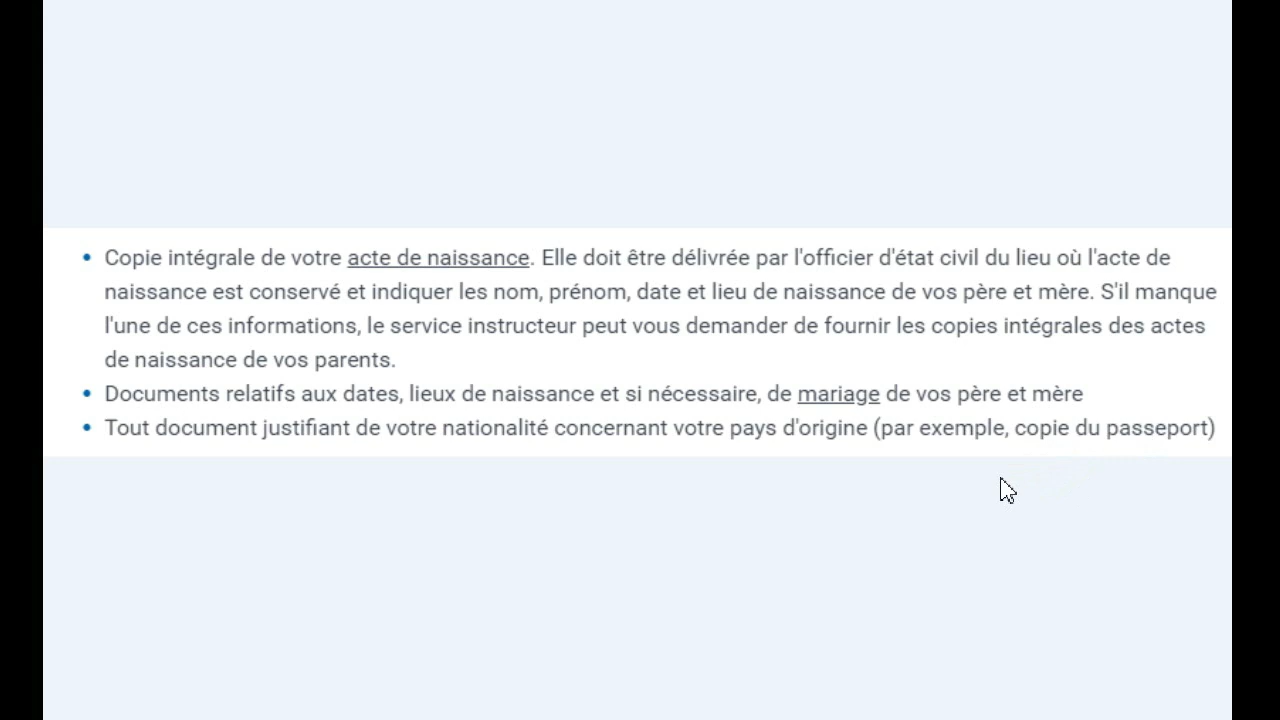 Copie intégrale de votre acte de naissance. Elle doit être délivrée par l'officier d'état civil du lieu où l'acte de
naissance est conservé et indiquer les nom, prénom, date et lieu de naissance de vos père et mère. S'il manque
l'une de ces informations, le service instructeur peut vous demander de fournir les copies intégrales des actes
de naissance de vos parents.
Documents relatifs aux dates, lieux de naissance et si nécessaire, de mariage de vos père et mère
Tout document justifiant de votre nationalité concernant votre pays d'origine (par exemple, copie du passeport)